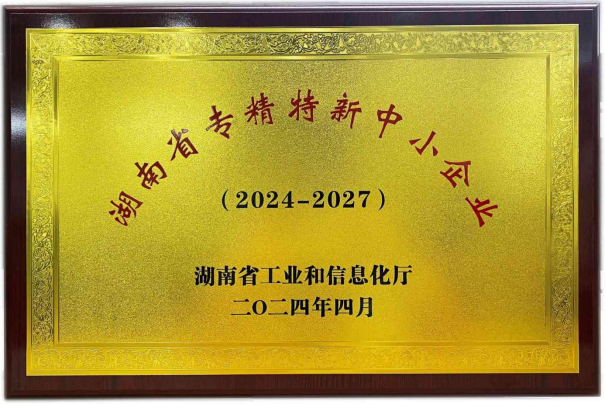 湖南省专精特新中小企业
（2024-2027）
湖南省工业和信息化厅
二〇二四年四月